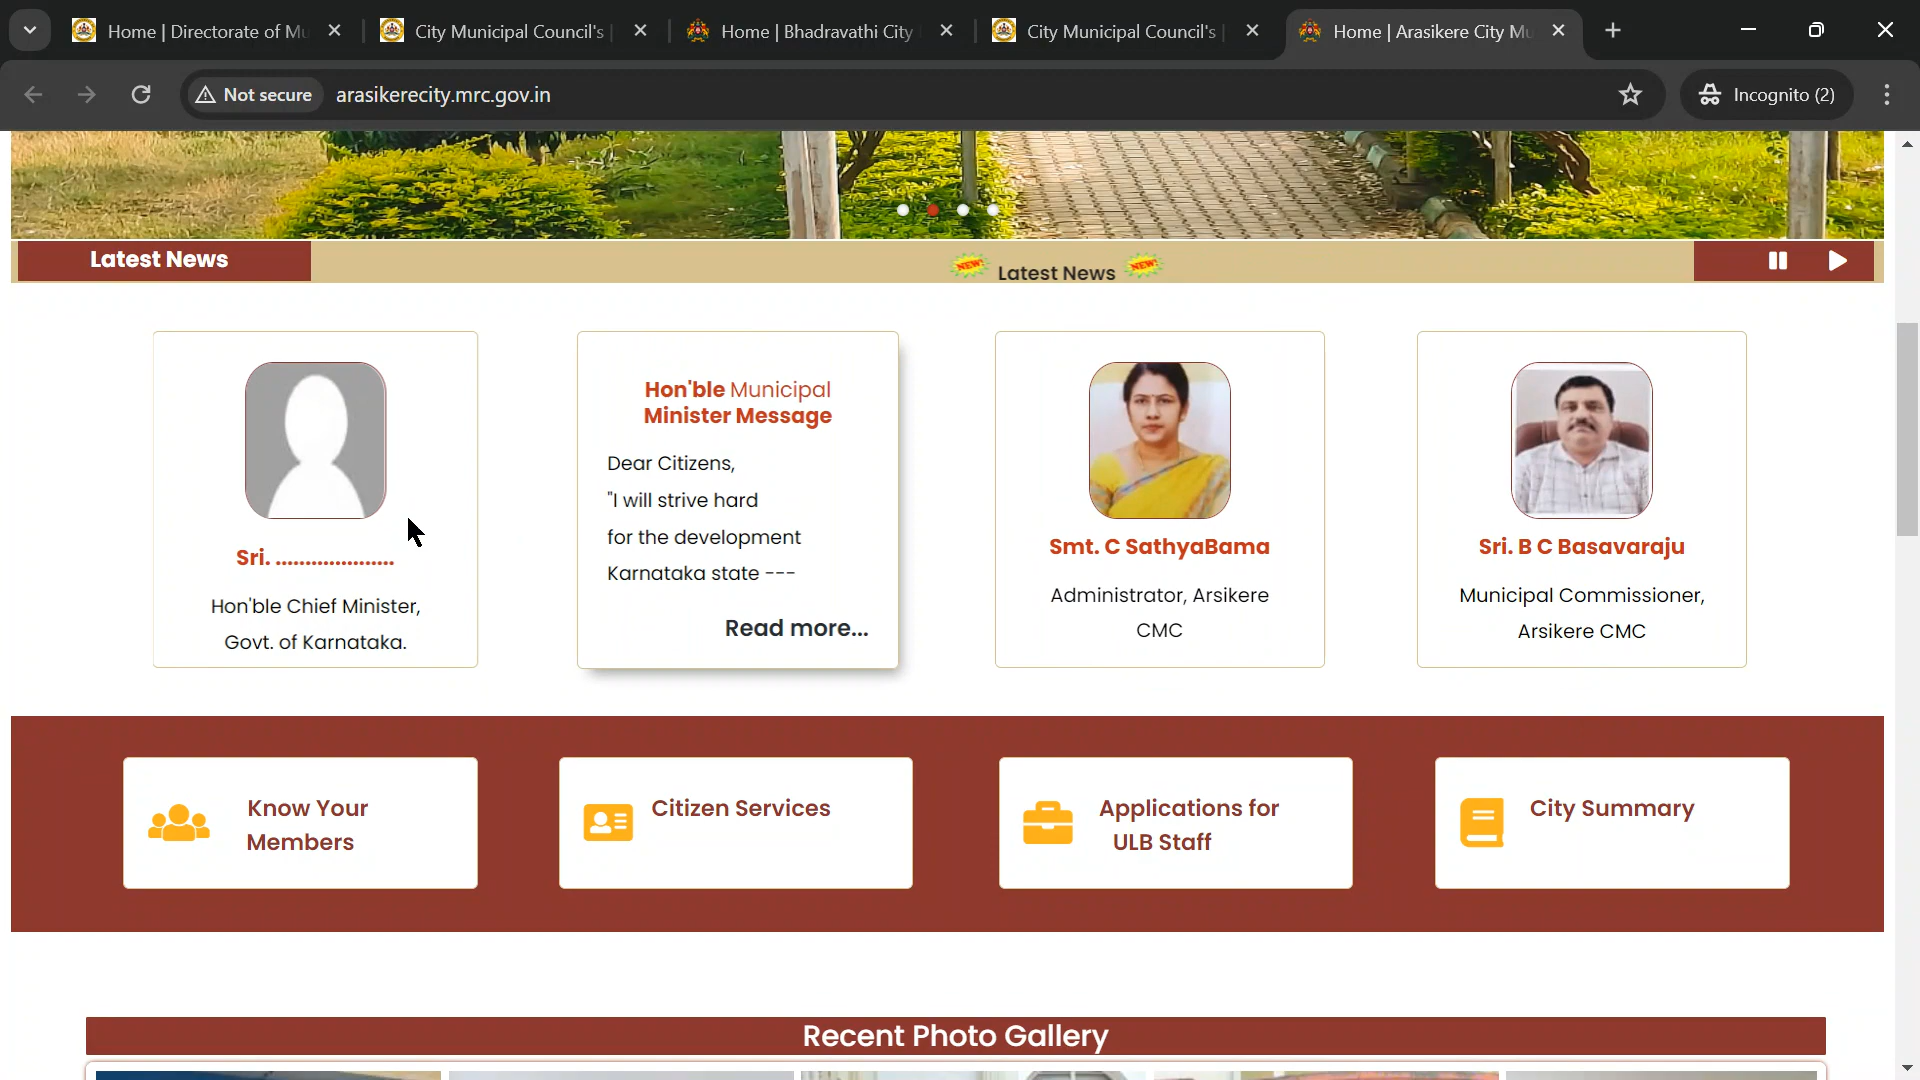 Home | Directorate of Mu
City Municipal Council's
Home | Bhadravathi City
City Municipal Council's
Home | Arasikere City Mu
Not secure
arasikerecity.mrc.gov.in
Incognito (2)
Latest News
NEW!
Latest News
NEW!
Sri. ....................
Hon'ble Chief Minister,
Govt. of Karnataka.
Hon'ble Municipal
Minister Message
Dear Citizens,
"I will strive hard
for the development
Karnataka state ---
Read more...
Smt. C SathyaBama
Administrator, Arsikere
CMC
Sri. B C Basavaraju
Municipal Commissioner,
Arsikere CMC
Know Your
Members
Citizen Services
Applications for
ULB Staff
City Summary
Recent Photo Gallery